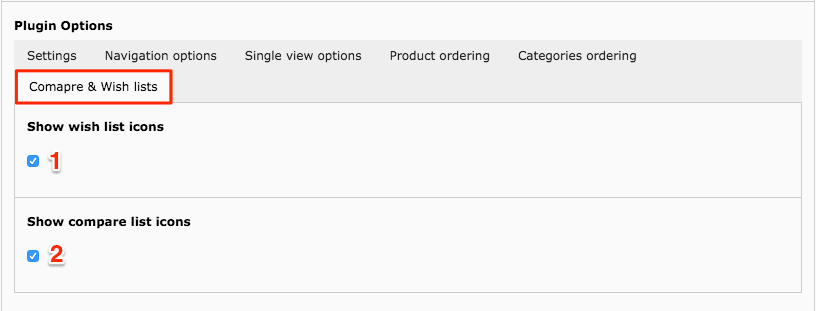 Plugin Options
Settings Navigation options Single view options Product ordering Categories ordering
Comapre & Wish lists
Show wish list icons
1
Show compare list icons
2